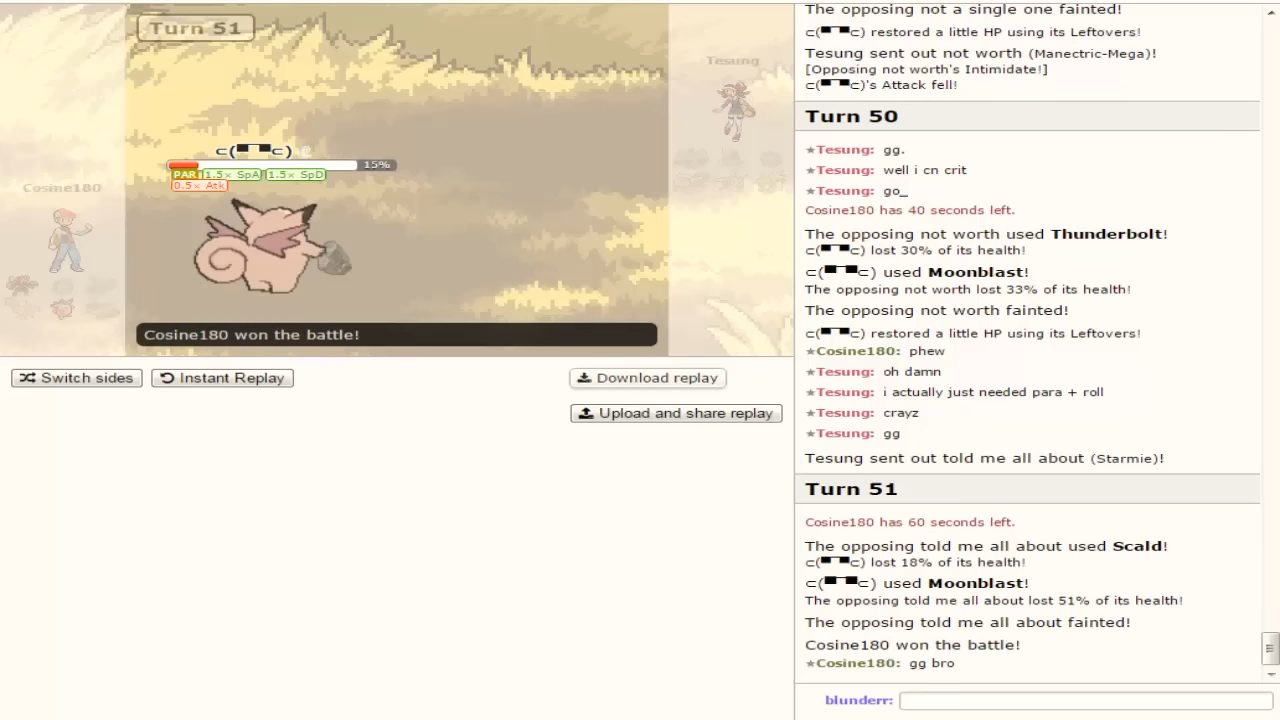 Turn 51
Tesung
Cosine180
⊂(▀▀⊂)
15%
PAR 1.5× SpA 1.5× SpD
0.5× Atk
Cosine180 won the battle!
Switch sides
Instant Replay
Download replay
Upload and share replay
The opposing not a single one fainted!
⊂(▀▀⊂) restored a little HP using its Leftovers!
Tesung sent out not worth (Manectric-Mega)!
[Opposing not worth's Intimidate!]
⊂(▀▀⊂)'s Attack fell!
Turn 50
★Tesung: gg.
★Tesung: well i cn crit
★Tesung: go_
Cosine180 has 40 seconds left.
The opposing not worth used Thunderbolt!
⊂(▀▀⊂) lost 30% of its health!
⊂(▀▀⊂) used Moonblast!
The opposing not worth lost 33% of its health!
The opposing not worth fainted!
⊂(▀▀⊂) restored a little HP using its Leftovers!
★Cosine180: phew
★Tesung: oh damn
★Tesung: i actually just needed para + roll
★Tesung: crayz
★Tesung: gg
Tesung sent out told me all about (Starmie)!
Turn 51
Cosine180 has 60 seconds left.
The opposing told me all about used Scald!
⊂(▀▀⊂) lost 18% of its health!
⊂(▀▀⊂) used Moonblast!
The opposing told me all about lost 51% of its health!
The opposing told me all about fainted!
Cosine180 won the battle!
★Cosine180: gg bro
blunderr: